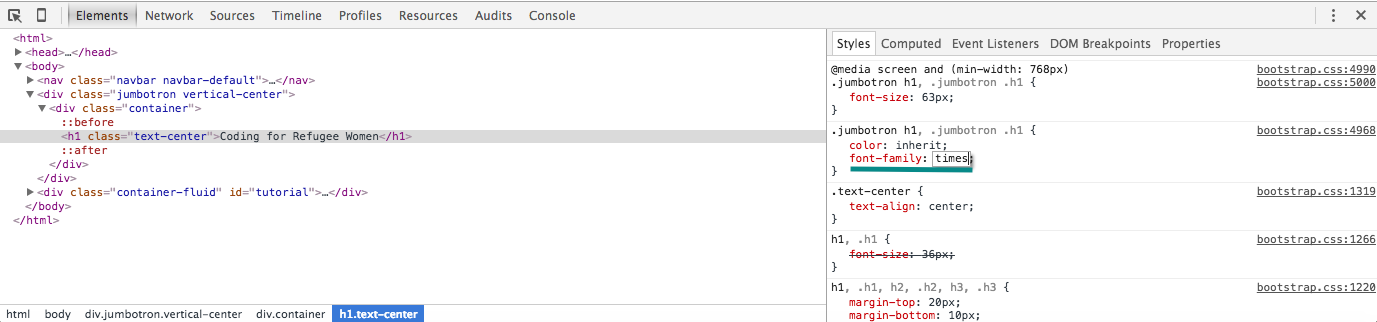 Elements Network Sources Timeline Profiles Resources Audits Console
<html>
<head>…</head>
<body>
<nav class="navbar navbar-default">…</nav>
<div class="jumbotron vertical-center">
<div class="container">
::before
<h1 class="text-center">Coding for Refugee Women</h1>
::after
</div>
</div>
<div class="container-fluid" id="tutorial">…</div>
</body>
</html>
html body div.jumbotron.vertical-center div.container h1.text-center
Styles Computed Event Listeners DOM Breakpoints Properties
@media screen and (min-width: 768px) bootstrap.css:4990
.jumbotron h1, .jumbotron .h1 { bootstrap.css:5000
font-size: 63px;
}
.jumbotron h1, .jumbotron .h1 { bootstrap.css:4968
color: inherit;
font-family: times;
}
.text-center { bootstrap.css:1319
text-align: center;
}
h1, .h1 { bootstrap.css:1266
font-size: 36px;
}
h1, .h1, h2, .h2, h3, .h3 { bootstrap.css:1220
margin-top: 20px;
margin-bottom: 10px;